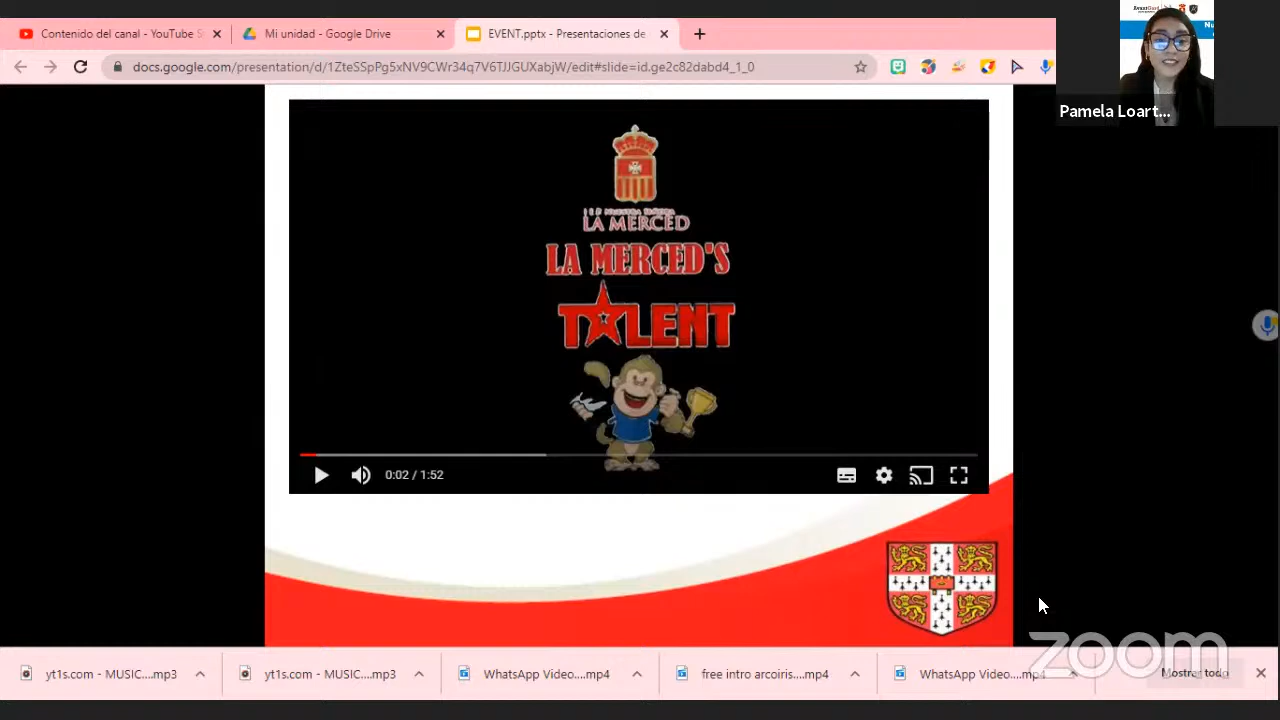 Contenido del canal - YouTube S
Mi unidad - Google Drive
EVENT.pptx - Presentaciones de
docs.google.com/presentation/d/1ZteSSpPg5xNV9CWr34q7V6TJJGUXabjW/edit#slide=id.ge2c82dabd4_1_0
Pamela Loart...
I E P NUESTRA SEÑORA
LA MERCED
LA MERCED'S
TALENT
0:02 / 1:52
zoom
yt1s.com - MUSIC....mp3
yt1s.com - MUSIC....mp3
WhatsApp Video....mp4
free intro arcoiris....mp4
WhatsApp Video....mp4
Mostrar todo